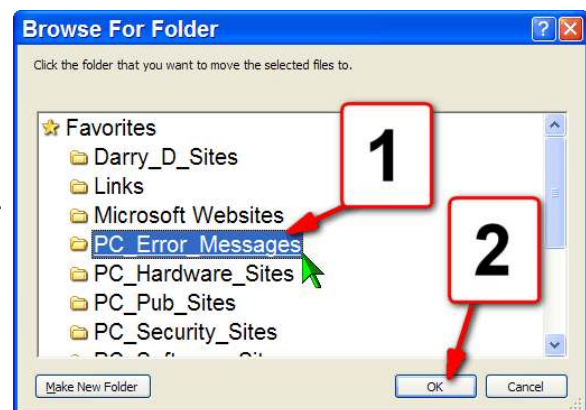 Browse For Folder
Click the folder that you want to move the selected files to.
Favorites
Darry_D_Sites
Links
Microsoft Websites
PC_Error_Messages
PC_Hardware_Sites
PC_Pub_Sites
PC_Security_Sites
1
2
Make New Folder
OK
Cancel